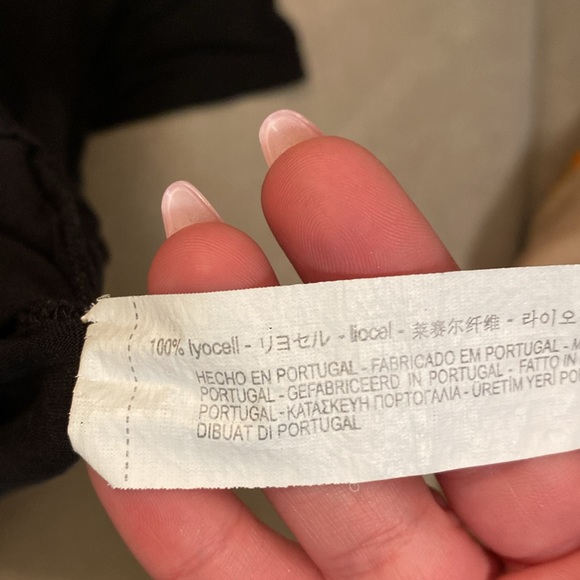 100% lyocell - リヨセル - liocel - 莱赛尔纤维 - 라이오
HECHO EN PORTUGAL - FABRICADO EM PORTUGAL - M
PORTUGAL - GEFABRICEERD IN PORTUGAL - FATTO IN
PORTUGAL - ΚΑΤΑΣΚΕΥΗ ΠΟΡΤΟΓΑΛΙΑ - ÜRETİM YERİ PO
DIBUAT DI PORTUGAL